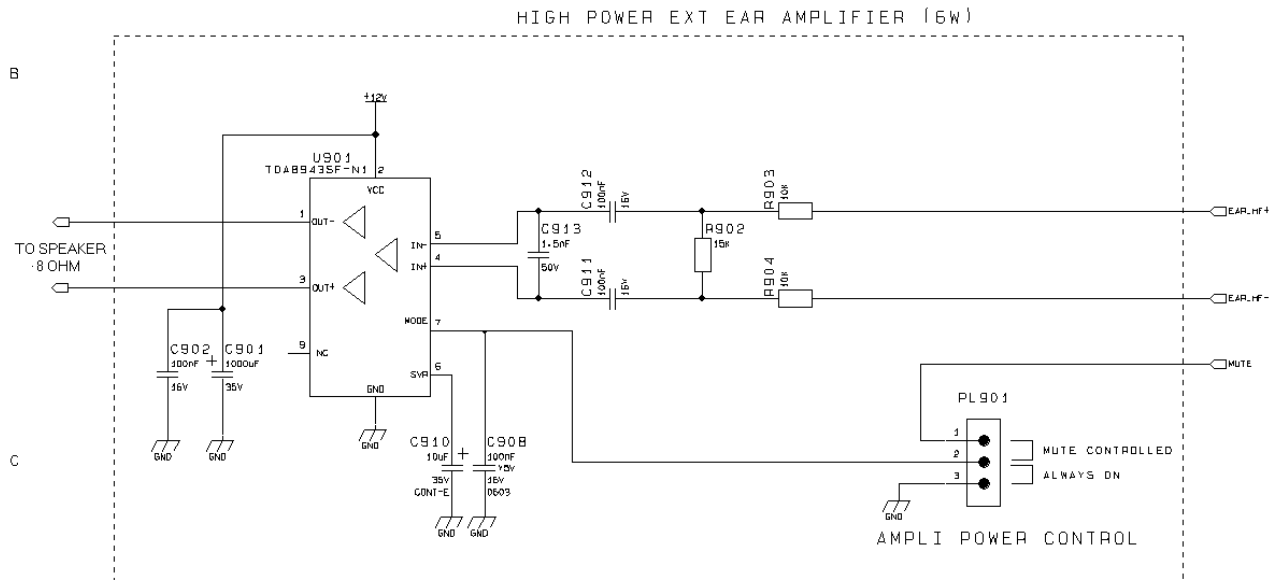 HIGH POWER EXT EAR AMPLIFIER (6W)
B
+12V
U901
TDA8943SF-N1
2
VCC
1
OUT-
3
OUT+
TO SPEAKER
8 OHM
9
NC
GND
5
IN-
4
IN+
MODE
7
6
SVR
C913
1.5nF
50V
C912
100nF
16V
C911
100nF
16V
R902
15K
R903
10K
R904
10K
EAR_HF+
EAR_HF-
MUTE
C902
100nF
16V
+
C901
1000uF
35V
GND
GND
GND
C910
10uF
+
35V
CONT-E
C908
100nF
Y5V
16V
0603
GND
GND
PL901
1
2
3
MUTE CONTROLLED
ALWAYS ON
GND
AMPLI POWER CONTROL
C